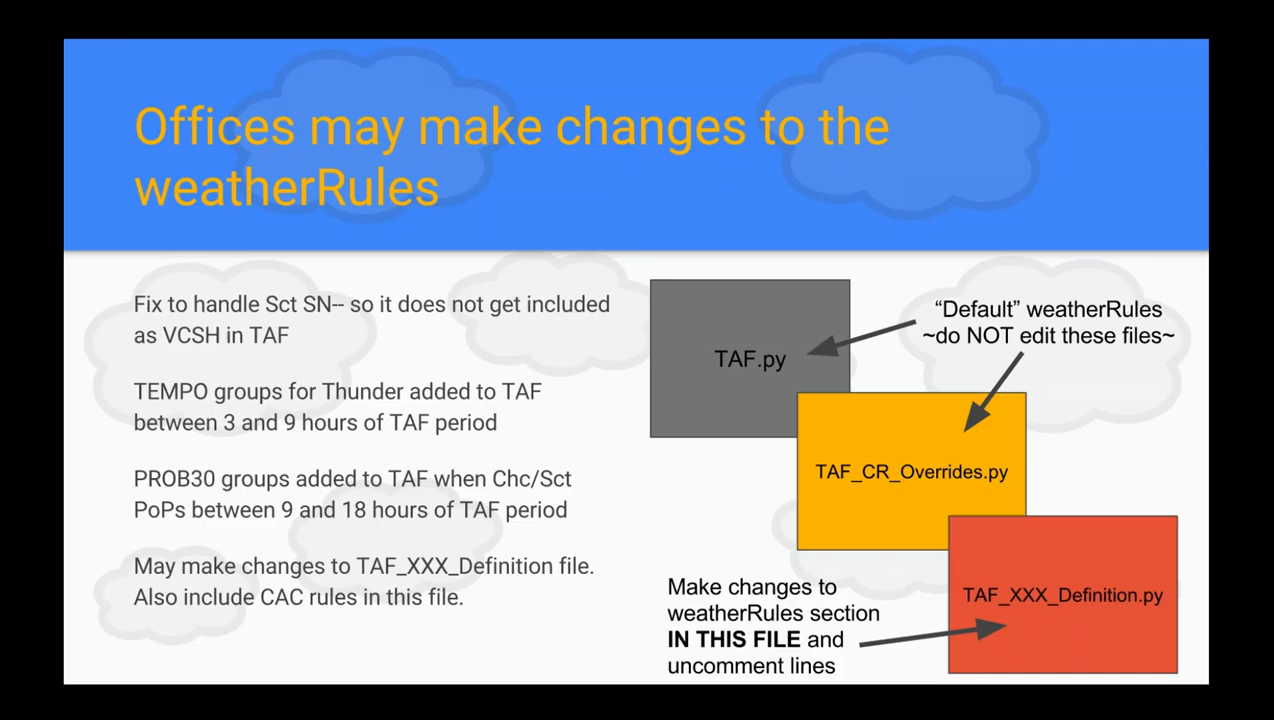 Offices may make changes to the
weatherRules
Fix to handle Sct SN-- so it does not get included
as VCSH in TAF
TEMPO groups for Thunder added to TAF
between 3 and 9 hours of TAF period
PROB30 groups added to TAF when Chc/Sct
PoPs between 9 and 18 hours of TAF period
May make changes to TAF_XXX_Definition file.
Also include CAC rules in this file.
“Default” weatherRules
~do NOT edit these files~
TAF.py
TAF_CR_Overrides.py
TAF_XXX_Definition.py
Make changes to
weatherRules section
IN THIS FILE and
uncomment lines